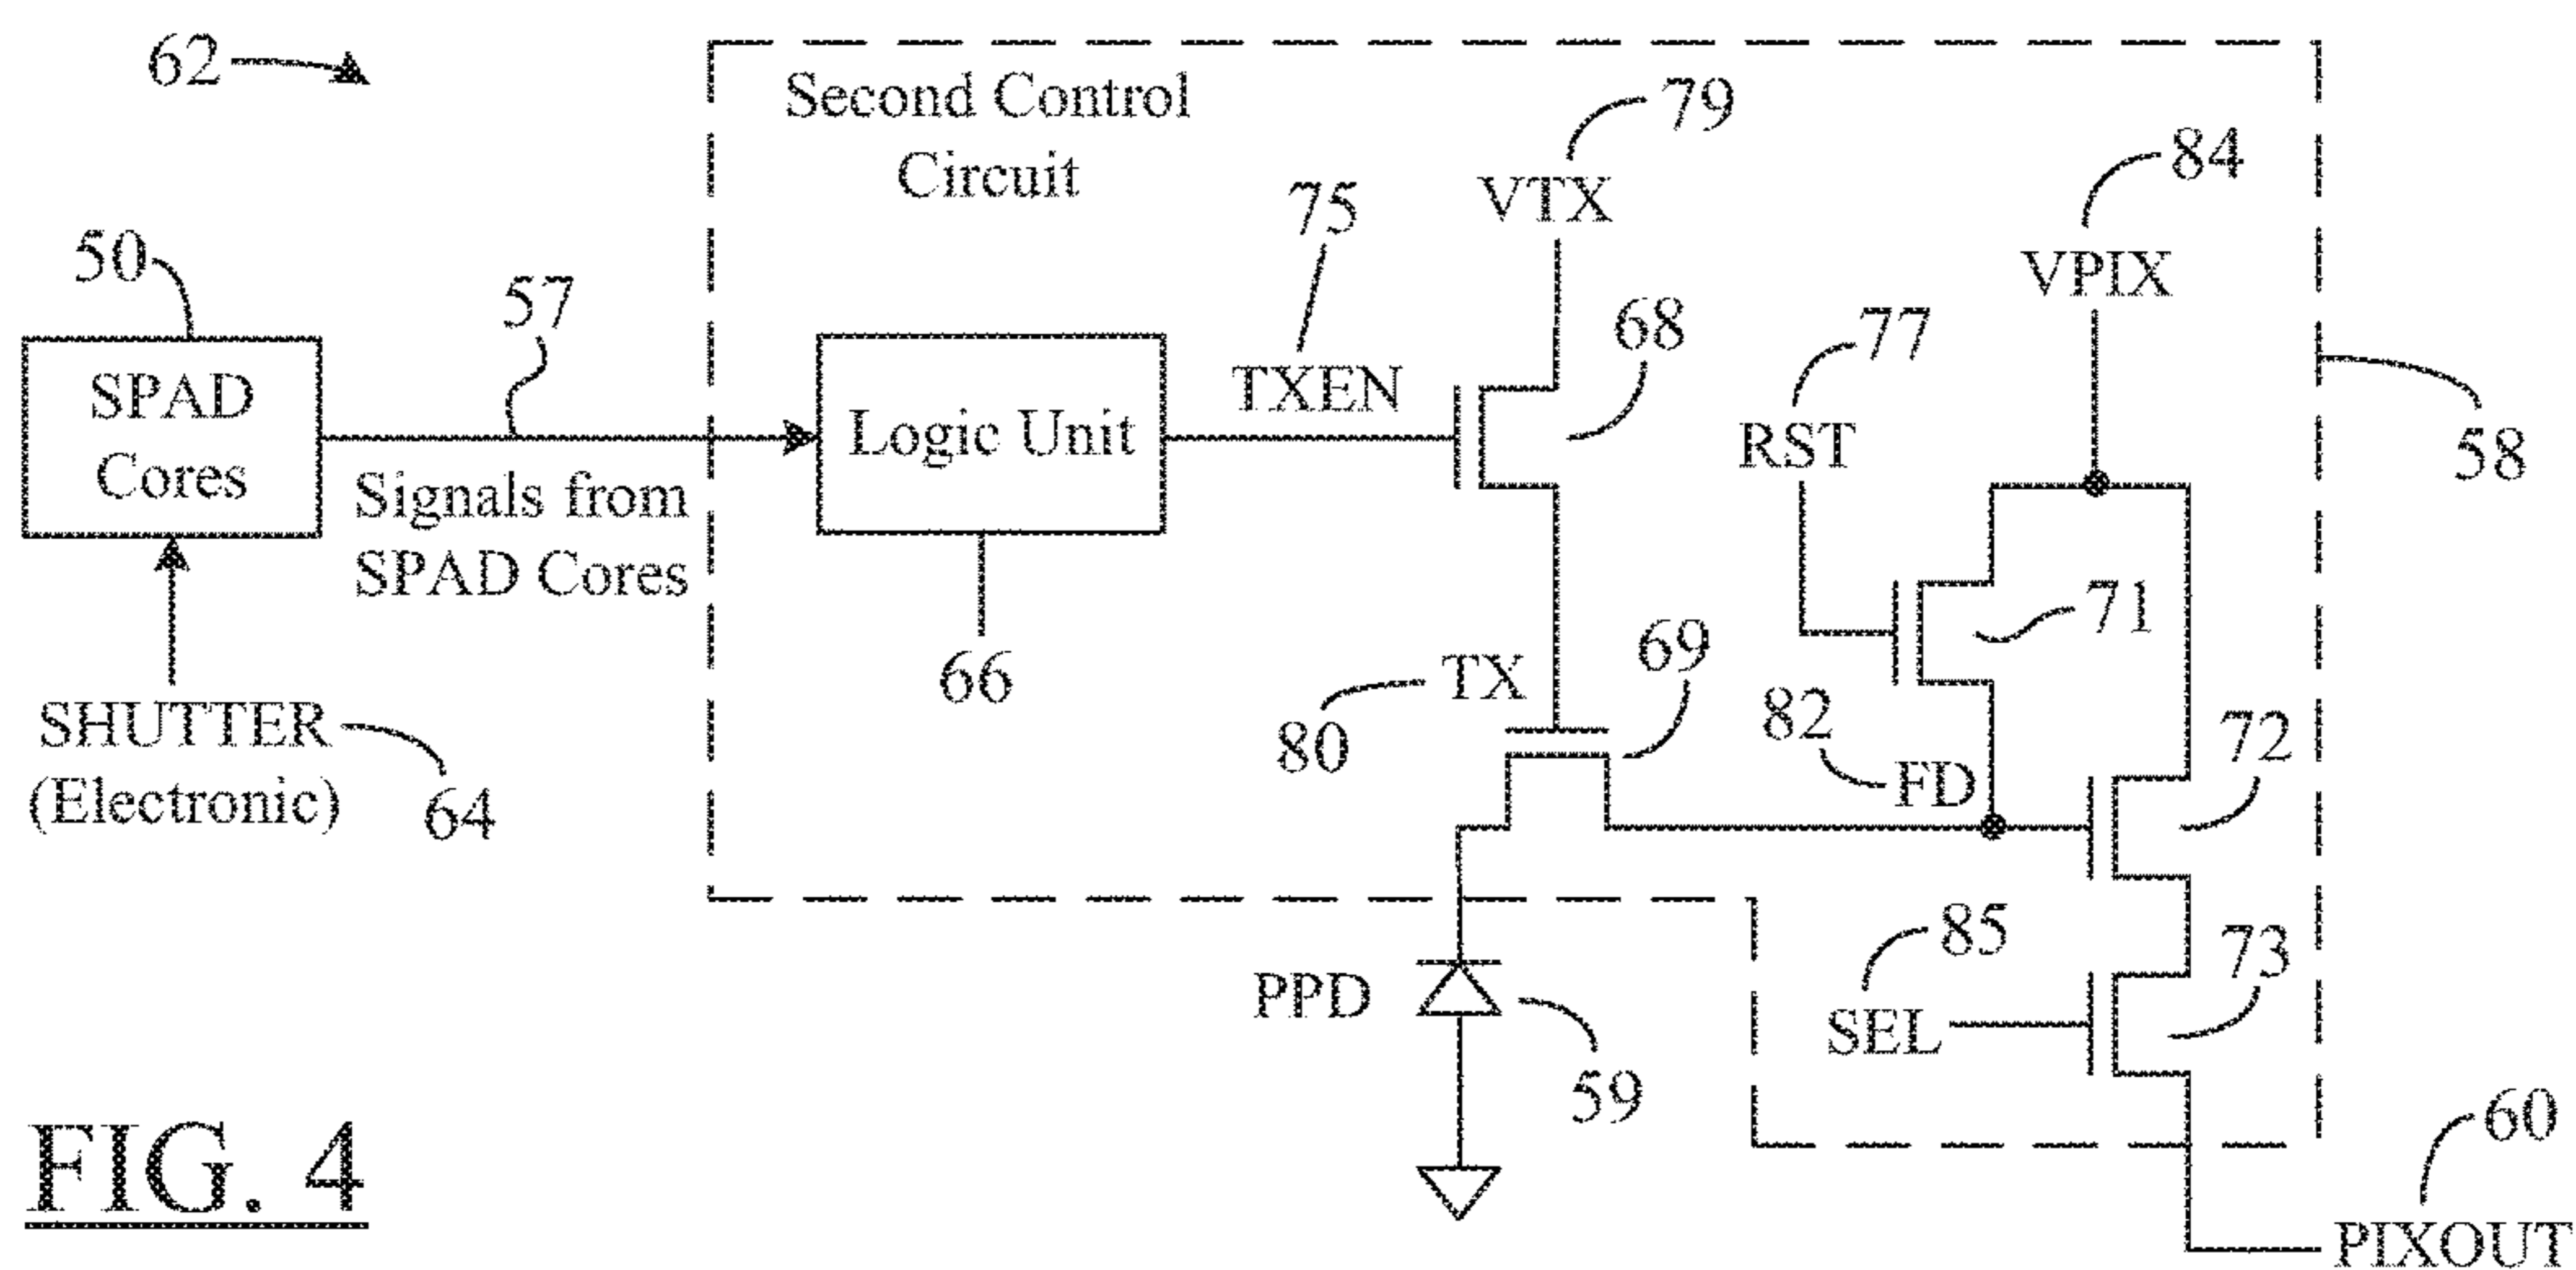 62
Second Control
Circuit
79
VTX
84
VPIX
75
TXEN
68
77
RST
58
50
SPAD
Cores
57
Signals from
SPAD Cores
Logic Unit
66
SHUTTER
(Electronic)
64
TX
80
69
71
82
FD
72
PPD
59
85
SEL
73
60
PIXOUT
FIG. 4